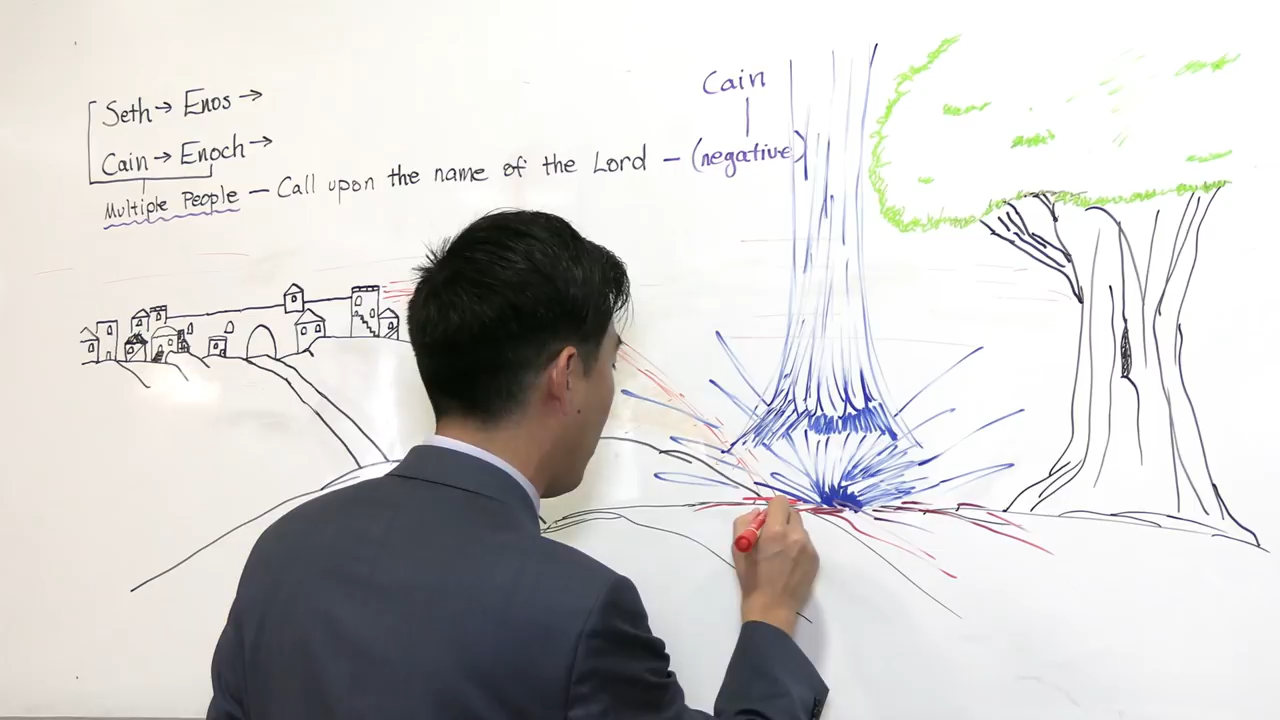 Seth → Enos →
Cain → Enoch →
Multiple People – Call upon the name of the Lord – (negative)
Cain